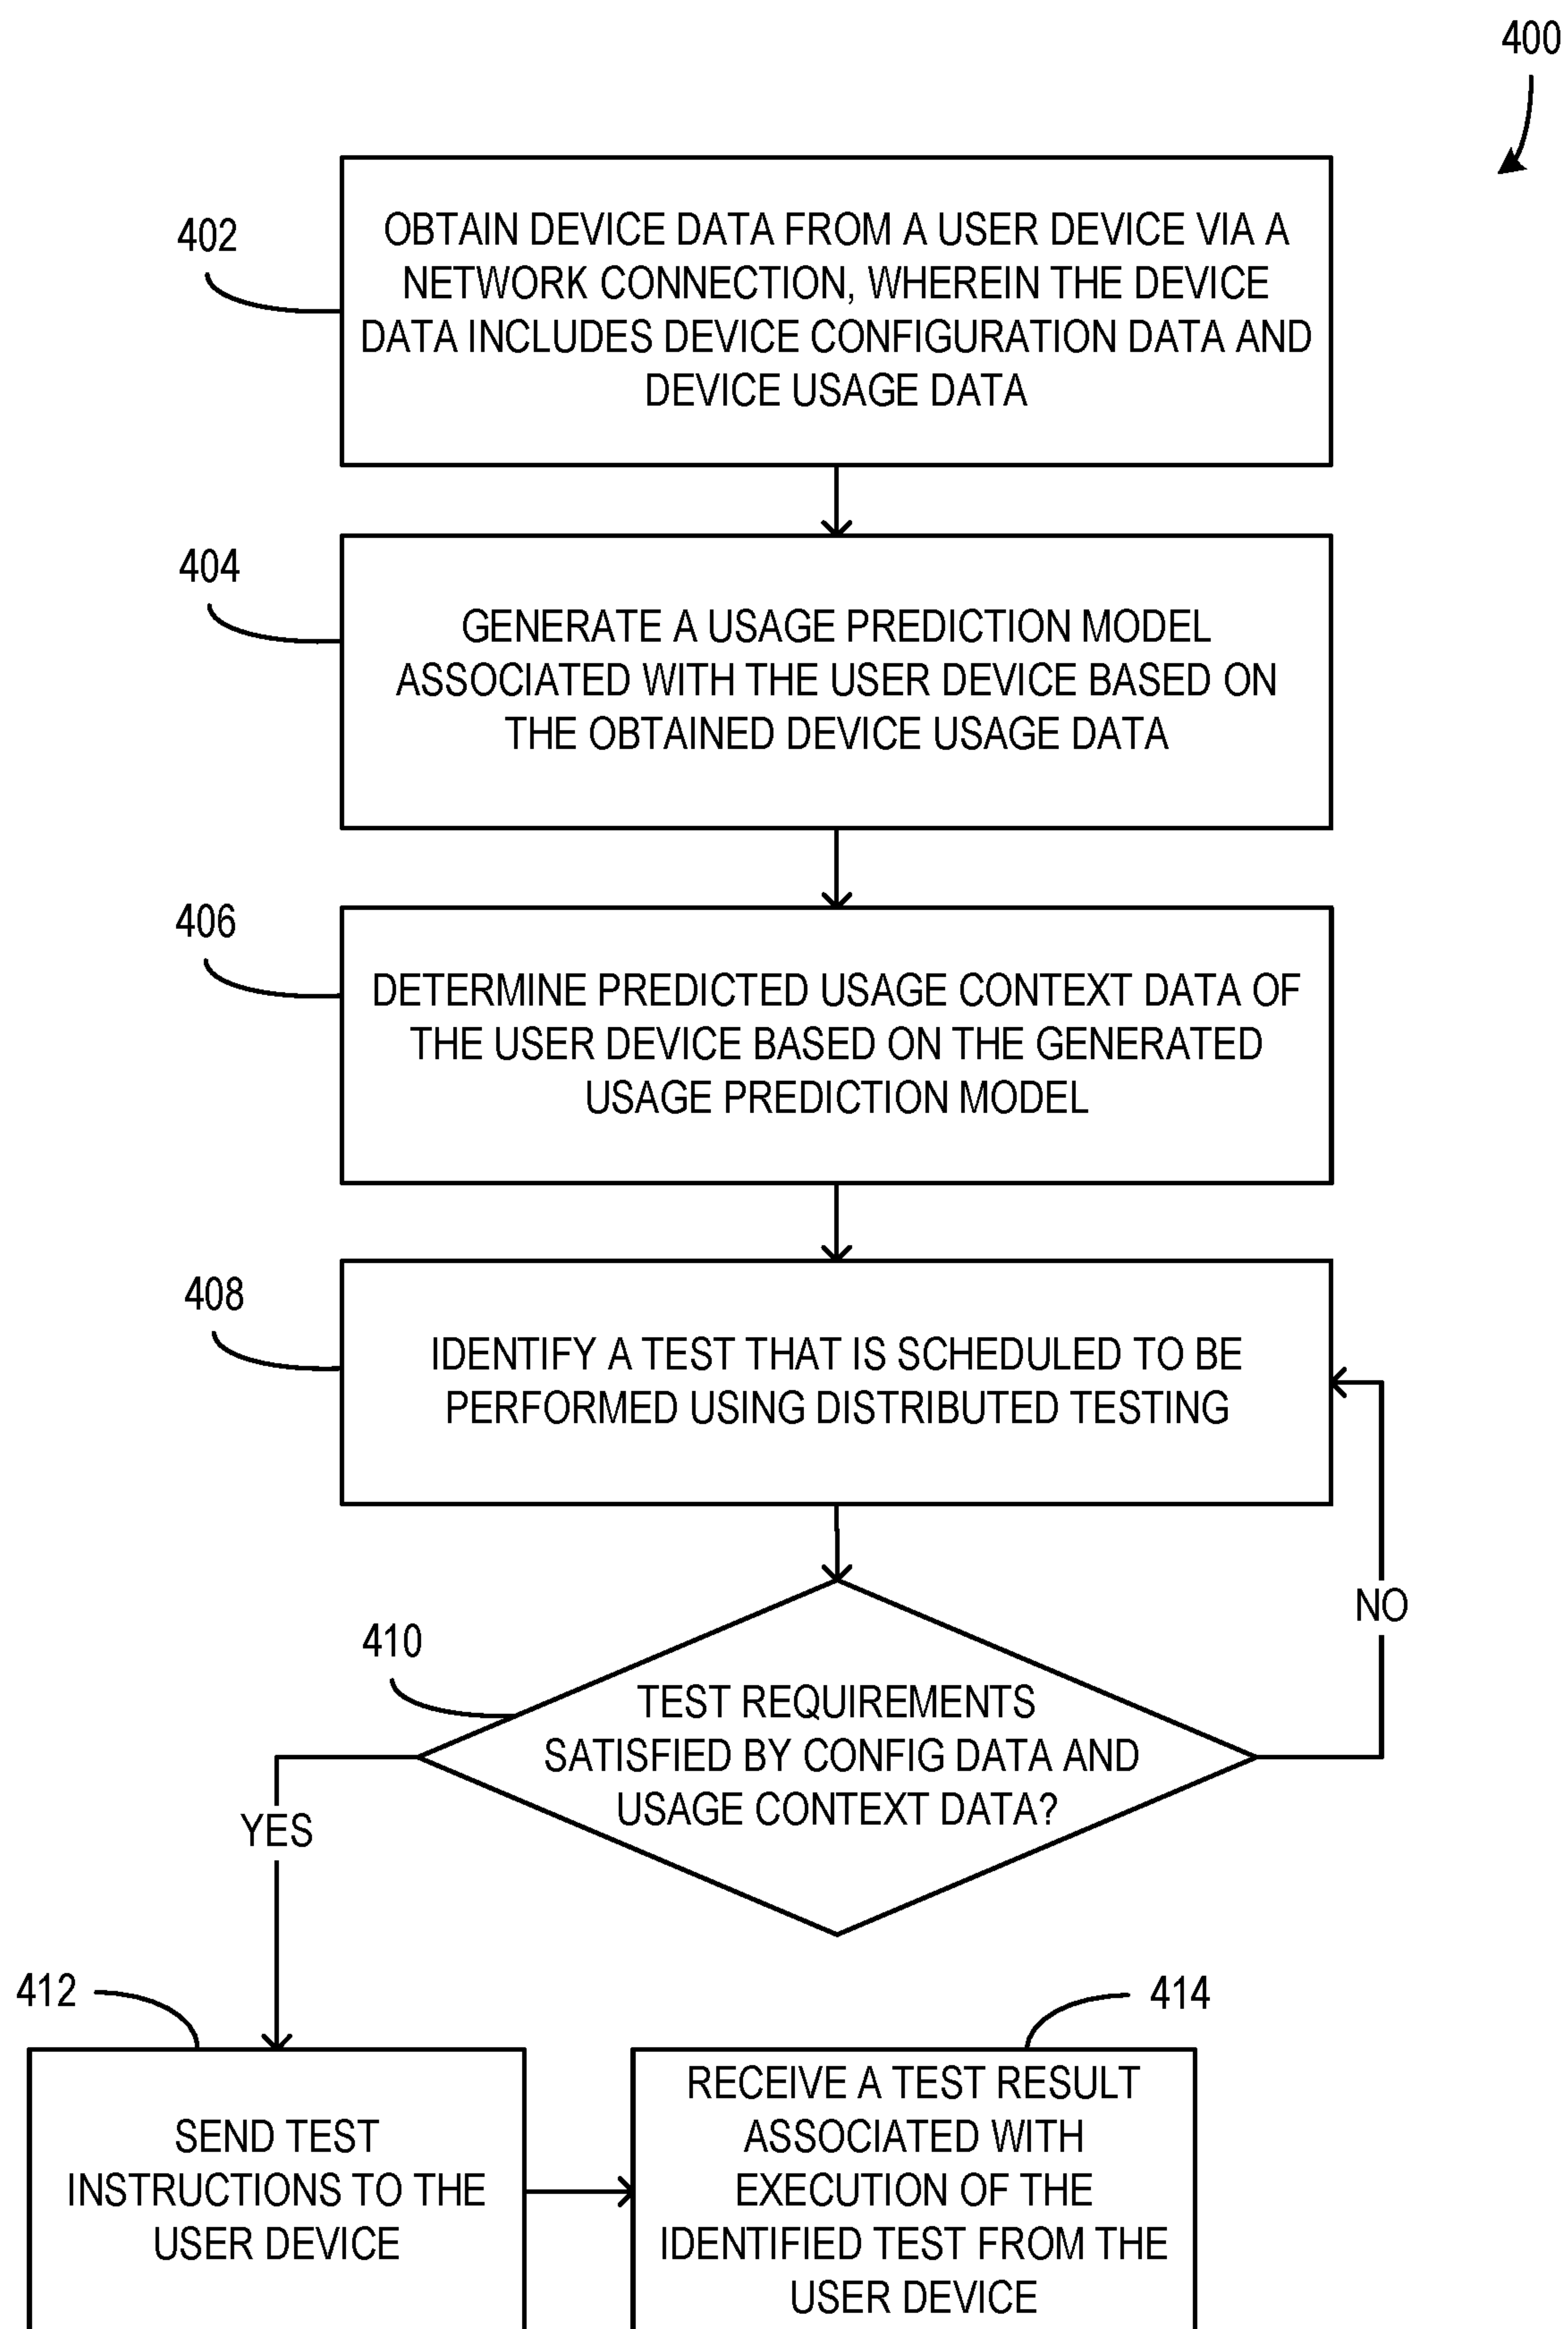 400
402
OBTAIN DEVICE DATA FROM A USER DEVICE VIA A
NETWORK CONNECTION, WHEREIN THE DEVICE
DATA INCLUDES DEVICE CONFIGURATION DATA AND
DEVICE USAGE DATA
404
GENERATE A USAGE PREDICTION MODEL
ASSOCIATED WITH THE USER DEVICE BASED ON
THE OBTAINED DEVICE USAGE DATA
406
DETERMINE PREDICTED USAGE CONTEXT DATA OF
THE USER DEVICE BASED ON THE GENERATED
USAGE PREDICTION MODEL
408
IDENTIFY A TEST THAT IS SCHEDULED TO BE
PERFORMED USING DISTRIBUTED TESTING
NO
410
TEST REQUIREMENTS
SATISFIED BY CONFIG DATA AND
USAGE CONTEXT DATA?
YES
412
SEND TEST
INSTRUCTIONS TO THE
USER DEVICE
414
RECEIVE A TEST RESULT
ASSOCIATED WITH
EXECUTION OF THE
IDENTIFIED TEST FROM THE
USER DEVICE